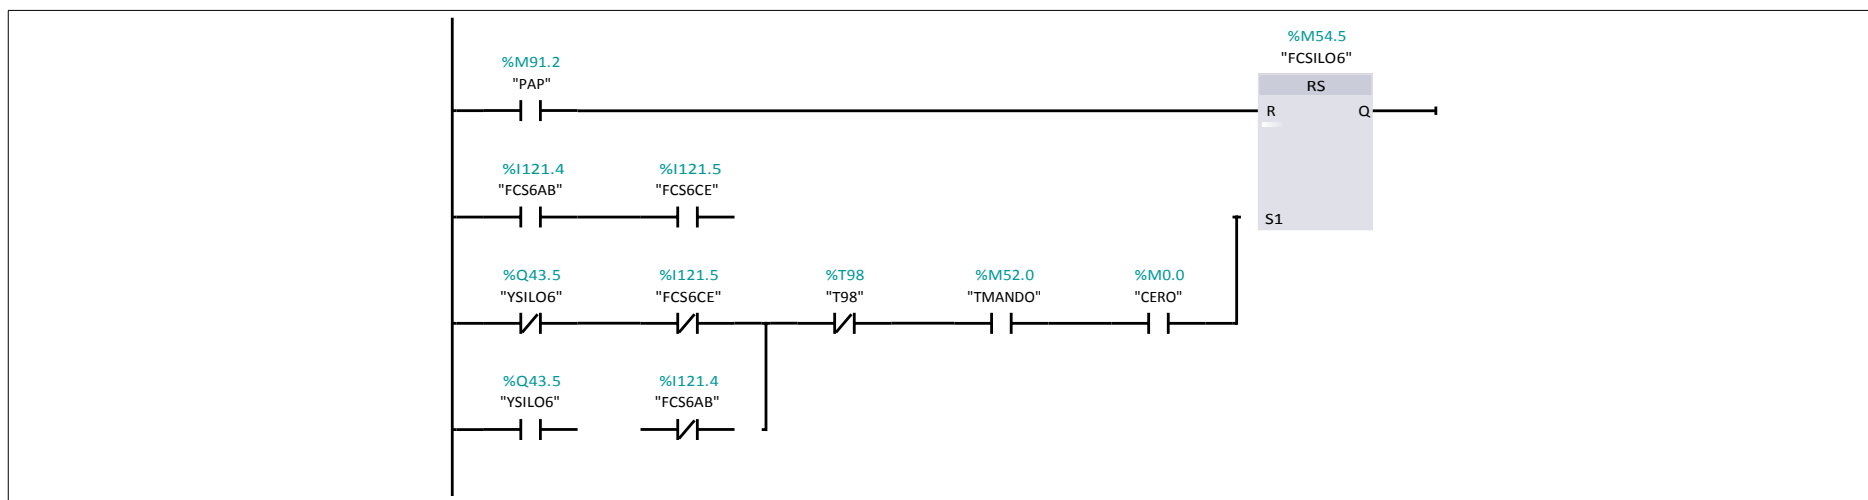 %M54.5
"FCSILO6"
%M91.2
"PAP"
RS
R Q
%I121.4 %I121.5
"FCS6AB" "FCS6CE"
S1
%Q43.5 %I121.5 %T98 %M52.0 %M0.0
"YSILO6" "FCS6CE" "T98" "TMANDO" "CERO"
%Q43.5 %I121.4
"YSILO6" "FCS6AB"